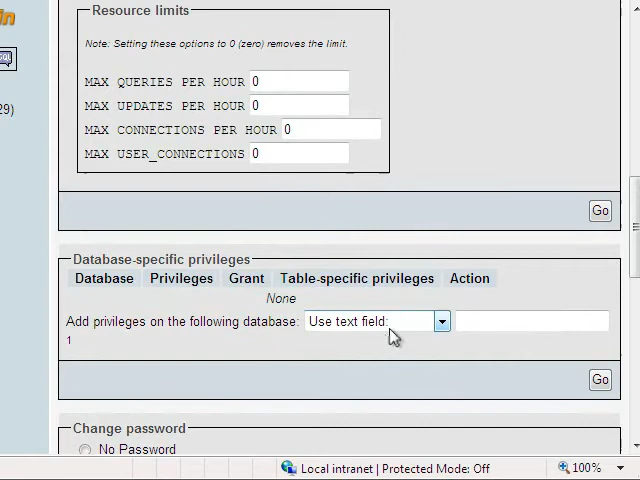 in
Resource limits
Note: Setting these options to 0 (zero) removes the limit.
MAX QUERIES PER HOUR 0
MAX UPDATES PER HOUR 0
MAX CONNECTIONS PER HOUR 0
MAX USER_CONNECTIONS 0
29)
Go
Database-specific privileges
Database Privileges Grant Table-specific privileges Action
None
Add privileges on the following database: Use text field:
1
Go
Change password
No Password
Local intranet | Protected Mode: Off 100%